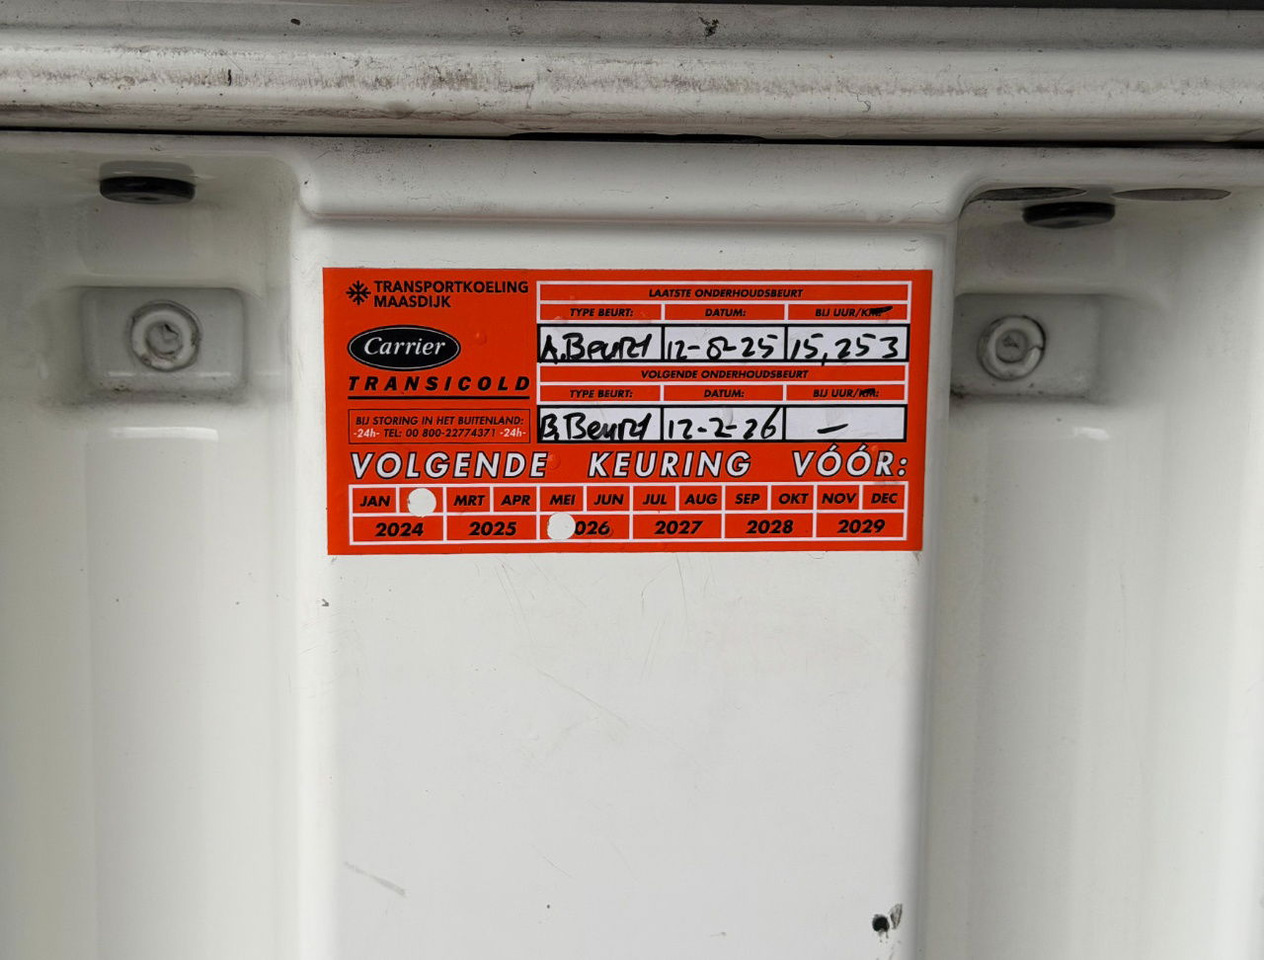 TRANSPORTKOELING
MAASDIJK
Carrier
TRANSICOLD
BIJ STORING IN HET BUITENLAND:
-24h- TEL: 00 800-22774371 -24h-
LAATSTE ONDERHOUDSBEURT
TYPE BEURT: DATUM: BIJ UUR/KM:
A.Beurt 12-8-25 15,253
VOLGENDE ONDERHOUDSBEURT
TYPE BEURT: DATUM: BIJ UUR/KM:
B.Beurt 12-2-26 —
VOLGENDE KEURING VÓÓR:
JAN MRT APR MEI JUN JUL AUG SEP OKT NOV DEC
2024 2025 026 2027 2028 2029